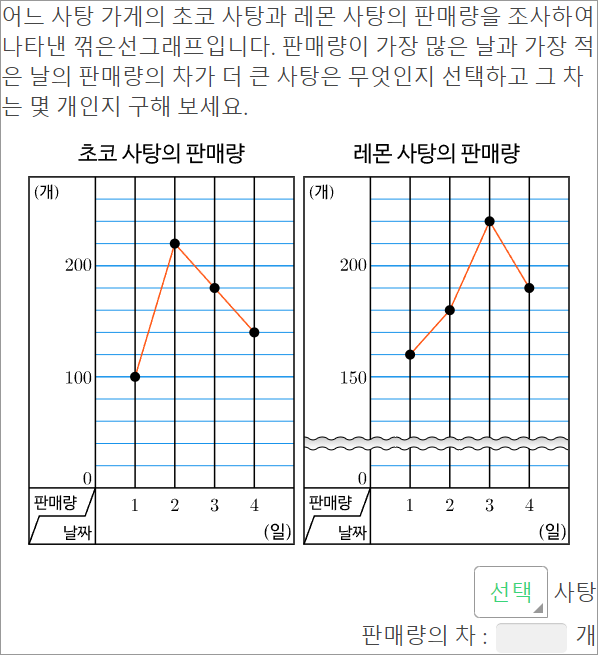 어느 사탕 가게의 초코 사탕과 레몬 사탕의 판매량을 조사하여
나타낸 꺾은선그래프입니다. 판매량이 가장 많은 날과 가장 적
은 날의 판매량의 차가 더 큰 사탕은 무엇인지 선택하고 그 차
는 몇 개인지 구해 보세요.
초코 사탕의 판매량
(개)
200
100
0
판매량
날짜
1 2 3 4
(일)
레몬 사탕의 판매량
(개)
200
150
0
판매량
날짜
1 2 3 4
(일)
선택 사탕
판매량의 차 : 개